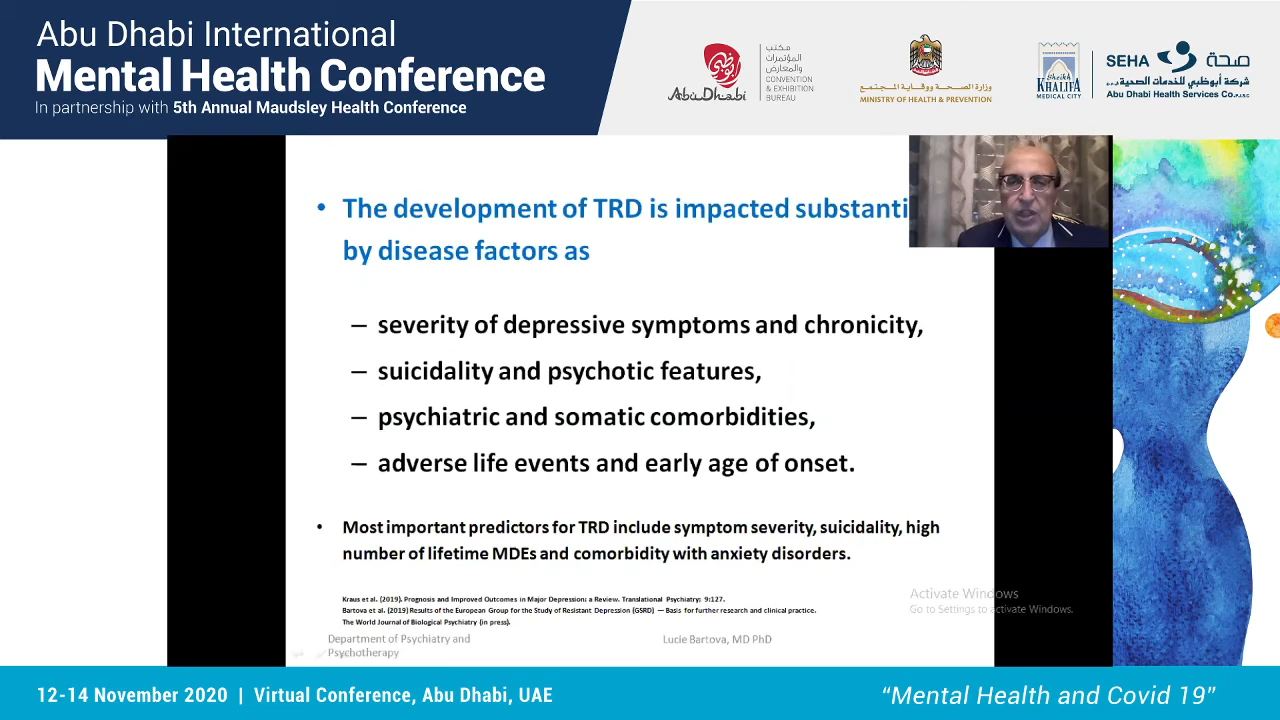 Abu Dhabi International
Mental Health Conference
In partnership with 5th Annual Maudsley Health Conference
Abu Dhabi
مكتب
المؤتمرات
والمعارض
CONVENTION
& EXHIBITION
BUREAU
وزارة الصحة ووقاية المجتمع
MINISTRY OF HEALTH & PREVENTION
Sheikh
KHALIFA
MEDICAL CITY
SEHA صحة
شركة أبوظبي للخدمات الصحية ش.م.ع
Abu Dhabi Health Services Co. PJSC
• The development of TRD is impacted substanti
by disease factors as
– severity of depressive symptoms and chronicity,
– suicidality and psychotic features,
– psychiatric and somatic comorbidities,
– adverse life events and early age of onset.
• Most important predictors for TRD include symptom severity, suicidality, high
number of lifetime MDEs and comorbidity with anxiety disorders.
Kraus et al. (2019). Prognosis and Improved Outcomes in Major Depression: a Review. Translational Psychiatry: 9:127.
Bartova et al. (2019) Results of the European Group for the Study of Resistant Depression (GSRD) — Basis for further research and clinical practice.
The World Journal of Biological Psychiatry (in press).
Department of Psychiatry and
Psychotherapy
Lucie Bartova, MD PhD
Activate Windows
Go to Settings to activate Windows.
12-14 November 2020 | Virtual Conference, Abu Dhabi, UAE
“Mental Health and Covid 19”